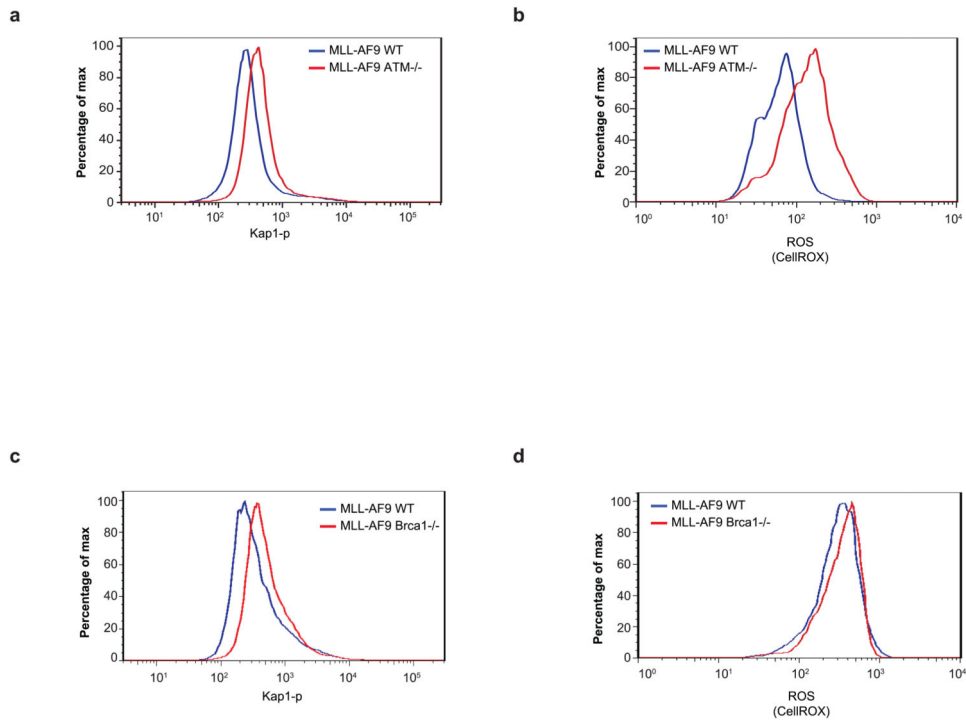 a
Percentage of max
100
80
60
40
20
0
MLL-AF9 WT
MLL-AF9 ATM-/-
10¹ 10² 10³ 10⁴ 10⁵
Kap1-p
b
Percentage of max
100
80
60
40
20
0
MLL-AF9 WT
MLL-AF9 ATM-/-
10⁰ 10¹ 10² 10³ 10⁴
ROS
(CellROX)
c
Percentage of max
100
80
60
40
20
0
MLL-AF9 WT
MLL-AF9 Brca1-/-
10¹ 10² 10³ 10⁴ 10⁵
Kap1-p
d
Percentage of max
100
80
60
40
20
0
MLL-AF9 WT
MLL-AF9 Brca1-/-
10⁰ 10¹ 10² 10³ 10⁴
ROS
(CellROX)